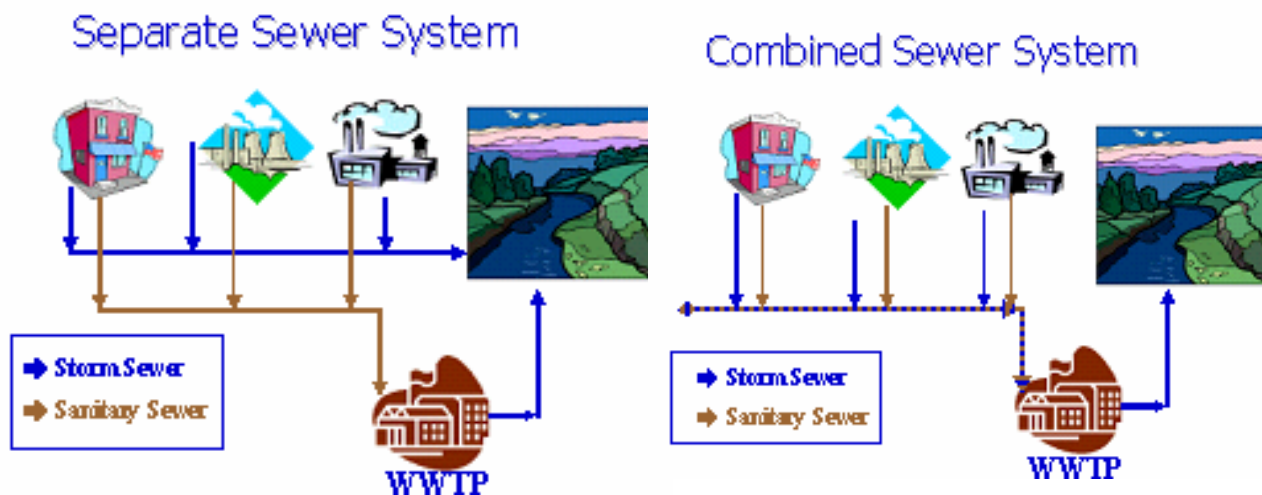 Separate Sewer System
Storm Sewer
Sanitary Sewer
WWTP
Combined Sewer System
Storm Sewer
Sanitary Sewer
WWTP